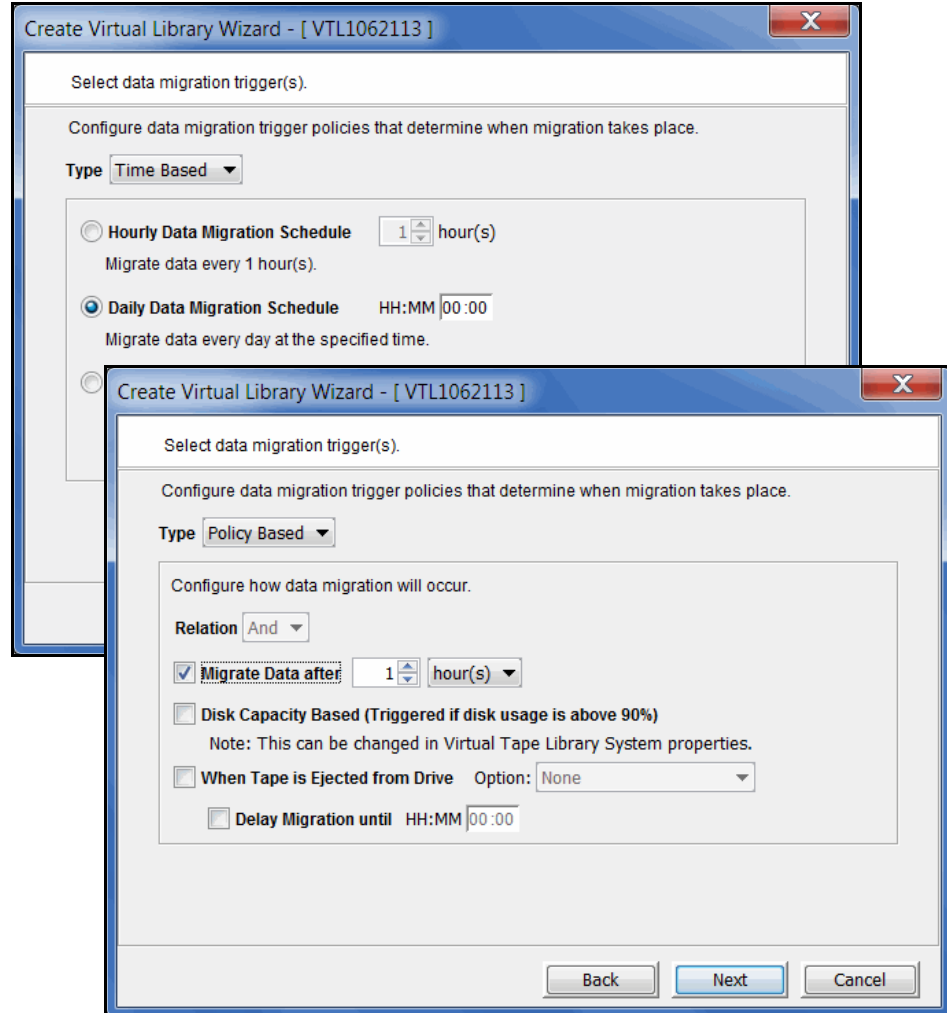 Create Virtual Library Wizard - [ VTL1062113 ]
Select data migration trigger(s).
Configure data migration trigger policies that determine when migration takes place.
Type Time Based
Hourly Data Migration Schedule 1 hour(s)
Migrate data every 1 hour(s).
Daily Data Migration Schedule HH:MM 00:00
Migrate data every day at the specified time.
Create Virtual Library Wizard - [ VTL1062113 ]
Select data migration trigger(s).
Configure data migration trigger policies that determine when migration takes place.
Type Policy Based
Configure how data migration will occur.
Relation And
Migrate Data after 1 hour(s)
Disk Capacity Based (Triggered if disk usage is above 90%)
Note: This can be changed in Virtual Tape Library System properties.
When Tape is Ejected from Drive Option: None
Delay Migration until HH:MM 00:00
Back Next Cancel